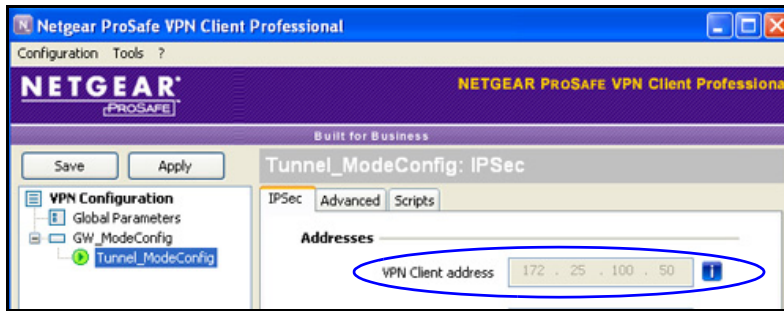 Netgear ProSafe VPN Client Professional
Configuration Tools ?
NETGEAR®
PROSAFE
NETGEAR PROSAFE VPN Client Professiona
Built for Business
Save Apply
Tunnel_ModeConfig: IPSec
VPN Configuration
Global Parameters
GW_ModeConfig
Tunnel_ModeConfig
IPSec Advanced Scripts
Addresses
VPN Client address 172 . 25 . 100 . 50